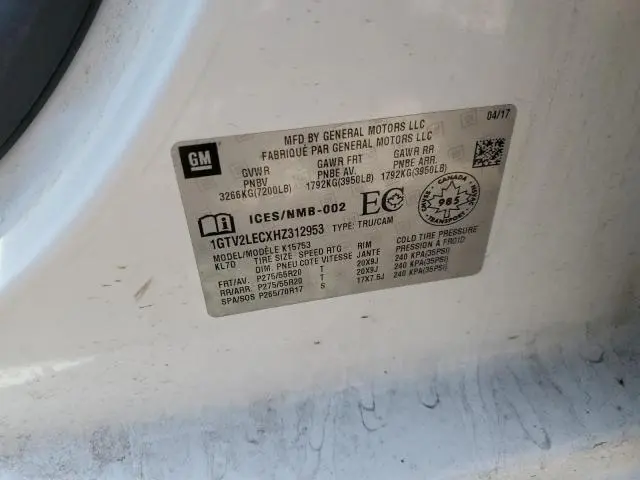 GM
MFD BY GENERAL MOTORS LLC
FABRIQUÉ PAR GENERAL MOTORS LLC
04/17
GVWR GAWR FRT GAWR RR
PNBV PNBE AV. PNBE ARR.
3266KG(7200LB) 1792KG(3950LB) 1792KG(3950LB)
ICES/NMB-002 EC
CANADA
985
TRANSPORT
1GTV2LECXHZ312953 TYPE: TRU/CAM
MODEL/MODÈLE K15753
KL7D TIRE SIZE SPEED RTG RIM COLD TIRE PRESSURE
DIM. PNEU COTE VITESSE JANTE PRESSION A FROID
FRT/AV. P275/55R20 T 20X9J 240 KPA(35PSI)
RR/ARR. P275/55R20 T 20X9J 240 KPA(35PSI)
SPA/SOS P265/70R17 S 17X7.5J 240 KPA(35PSI)